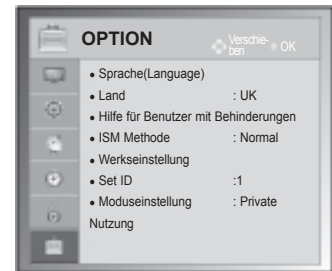 OPTION
Verschie-
ben
OK
• Sprache(Language)
• Land : UK
• Hilfe für Benutzer mit Behinderungen
• ISM Methode : Normal
• Werkseinstellung
• Set ID :1
• Moduseinstellung : Private
Nutzung